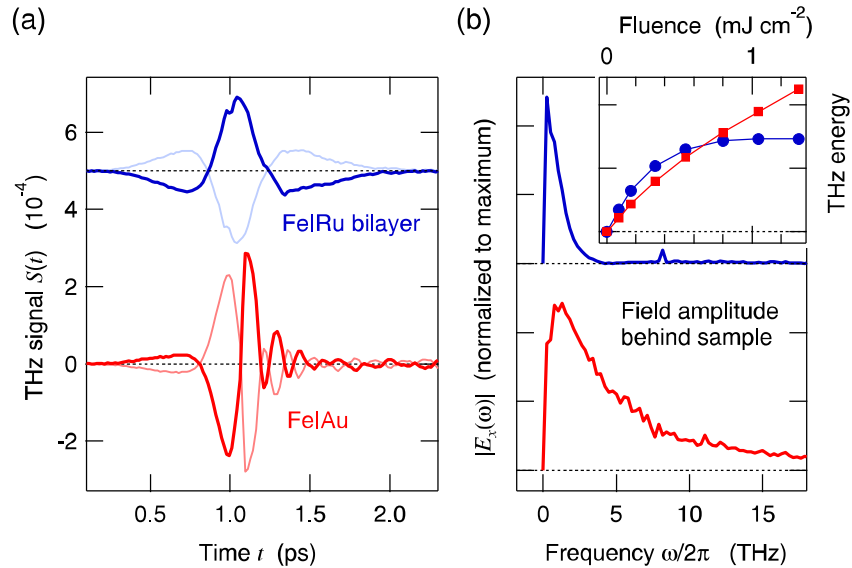 (a)
6
4
2
0
-2
THz signal S(t) (10⁻⁴)
Fe|Ru bilayer
Fe|Au
0.5 1.0 1.5 2.0
Time t (ps)
(b)
Fluence (mJ cm⁻²)
0 1
THz energy
|Eₓ(ω)| (normalized to maximum)
Field amplitude
behind sample
0 5 10 15
Frequency ω/2π (THz)